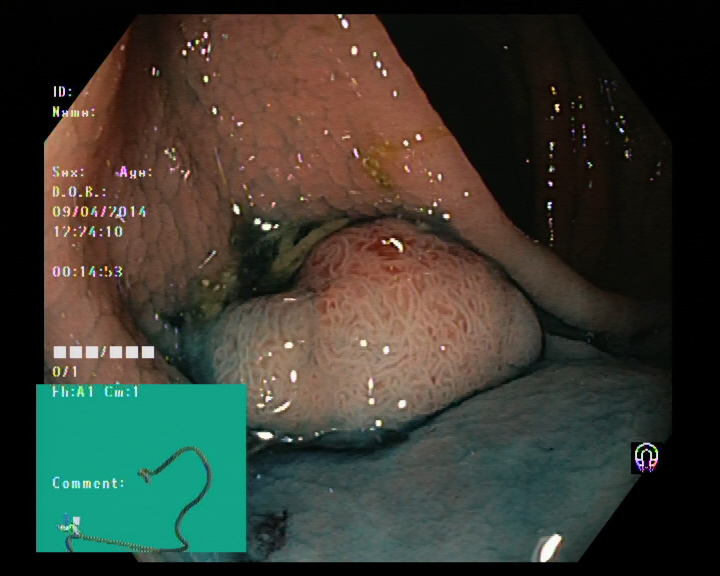 ID:
Name:
Sex: Age:
D.O.B.:
09/04/2014
12:24:10
00:14:53
■■■/■■■
0/1
Eh:A1 Cm:1
Comment: